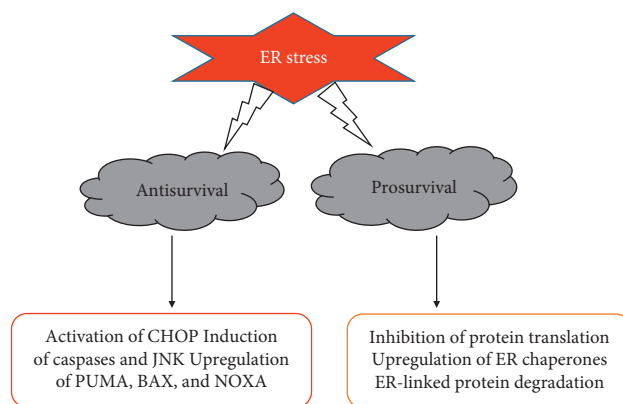 ER stress
Antisurvival
Prosurvival
Activation of CHOP Induction
of caspases and JNK Upregulation
of PUMA, BAX, and NOXA
Inhibition of protein translation
Upregulation of ER chaperones
ER-linked protein degradation